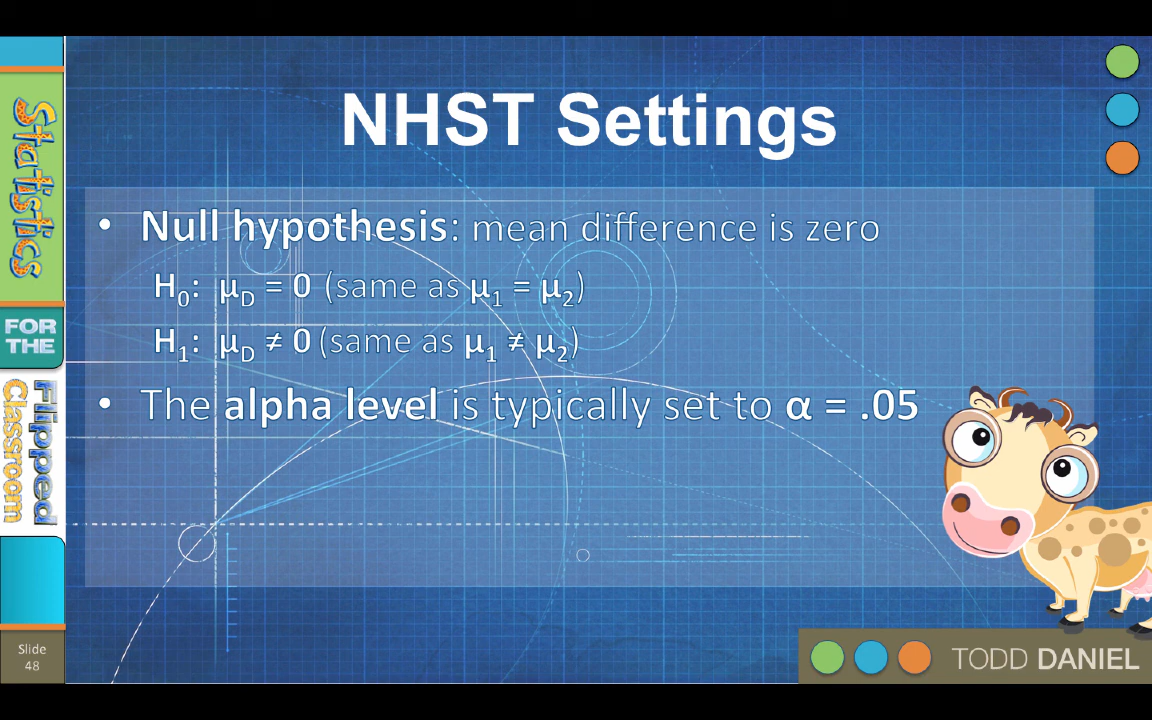 NHST Settings
• Null hypothesis: mean difference is zero
H₀: μD = 0 (same as μ₁ = μ₂)
H₁: μD ≠ 0 (same as μ₁ ≠ μ₂)
• The alpha level is typically set to α = .05
Statistics
FOR
THE
Flipped
Classroom
Slide
48
TODD DANIEL